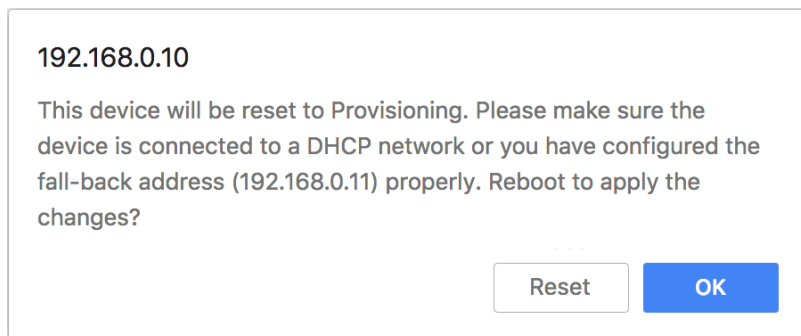 192.168.0.10
This device will be reset to Provisioning. Please make sure the
device is connected to a DHCP network or you have configured the
fall-back address (192.168.0.11) properly. Reboot to apply the
changes?
Reset
OK